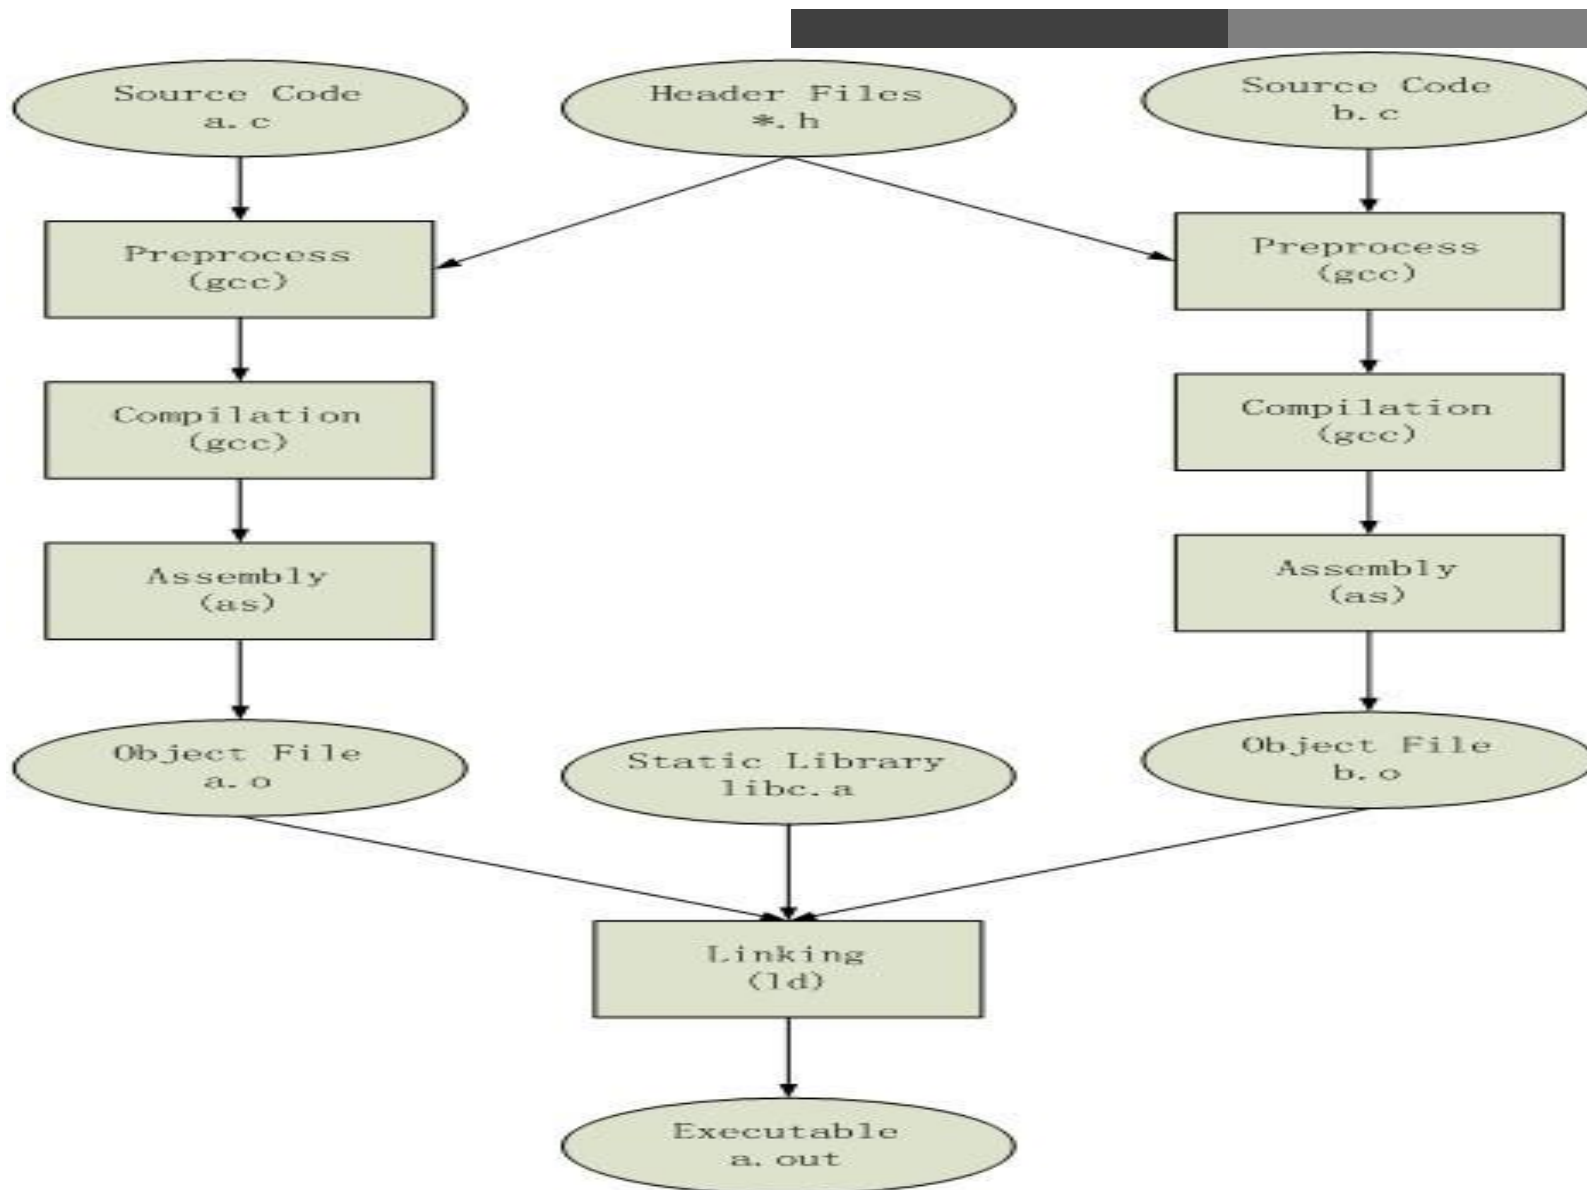 Source Code
a.c
Header Files
*.h
Source Code
b.c
Preprocess
(gcc)
Preprocess
(gcc)
Compilation
(gcc)
Compilation
(gcc)
Assembly
(as)
Assembly
(as)
Object File
a.o
Static Library
libc.a
Object File
b.o
Linking
(ld)
Executable
a.out